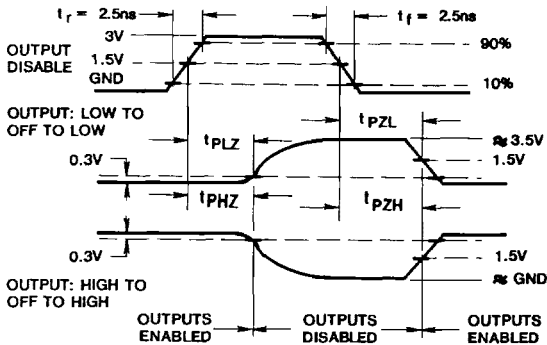 tr = 2.5ns
tf = 2.5ns
3V
OUTPUT
DISABLE
1.5V
GND
90%
10%
OUTPUT: LOW TO
OFF TO LOW
tPLZ
tPZL
≈ 3.5V
0.3V
1.5V
tPHZ
tPZH
0.3V
1.5V
≈ GND
OUTPUT: HIGH TO
OFF TO HIGH
OUTPUTS
ENABLED
OUTPUTS
DISABLED
OUTPUTS
ENABLED